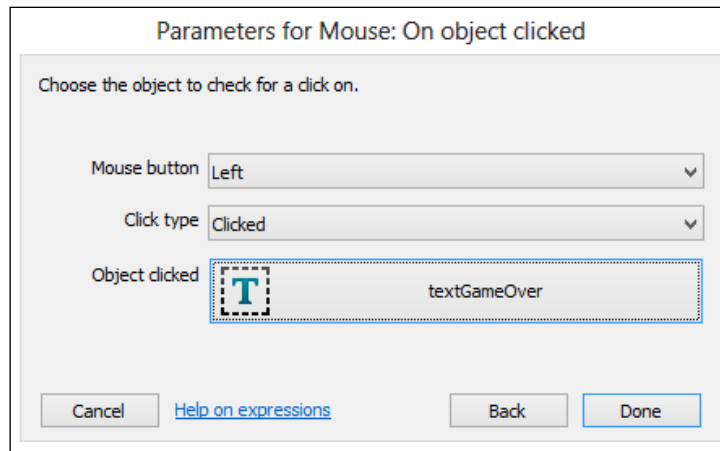 Parameters for Mouse: On object clicked
Choose the object to check for a click on.
Mouse button Left
Click type Clicked
Object clicked T textGameOver
Cancel Help on expressions Back Done